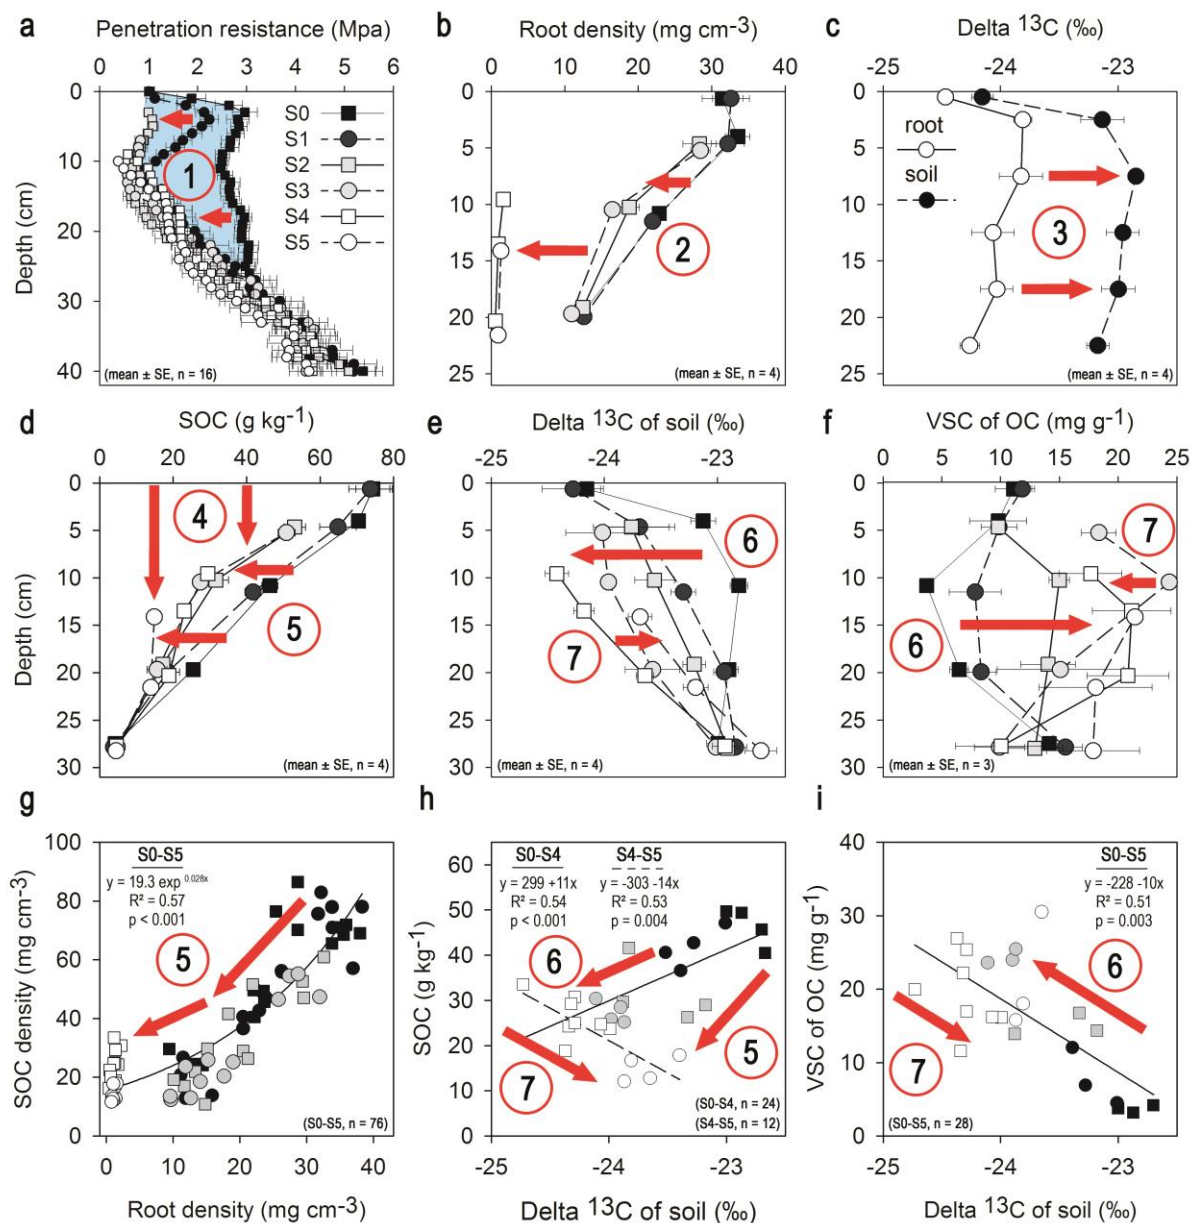 a Penetration resistance (Mpa)
0 1 2 3 4 5 6
0
10
20
30
40
Depth (cm)
S0
S1
S2
S3
S4
S5
1
(mean ± SE, n = 16)
b Root density (mg cm-3)
0 10 20 30 40
0
5
10
15
20
25
2
(mean ± SE, n = 4)
c Delta 13C (‰)
-25 -24 -23
0
5
10
15
20
25
root
soil
3
(mean ± SE, n = 4)
d SOC (g kg-1)
0 20 40 60 80
0
5
10
15
20
25
30
Depth (cm)
4
5
(mean ± SE, n = 4)
e Delta 13C of soil (‰)
-25 -24 -23
0
5
10
15
20
25
30
6
7
(mean ± SE, n = 4)
f VSC of OC (mg g-1)
0 5 10 15 20 25
0
5
10
15
20
25
30
7
6
(mean ± SE, n = 3)
g
SOC density (mg cm-3)
100
80
60
40
20
0
S0-S5
y = 19.3 exp 0.028x
R2 = 0.57
p < 0.001
5
(S0-S5, n = 76)
0 10 20 30 40
Root density (mg cm-3)
h
SOC (g kg-1)
60
50
40
30
20
10
0
S0-S4 S4-S5
y = 299 +11x y = -303 -14x
R2 = 0.54 R2 = 0.53
p < 0.001 p = 0.004
6
5
7
(S0-S4, n = 24)
(S4-S5, n = 12)
-25 -24 -23
Delta 13C of soil (‰)
i
VSC of OC (mg g-1)
40
30
20
10
0
S0-S5
y = -228 -10x
R2 = 0.51
p = 0.003
6
7
(S0-S5, n = 28)
-25 -24 -23
Delta 13C of soil (‰)